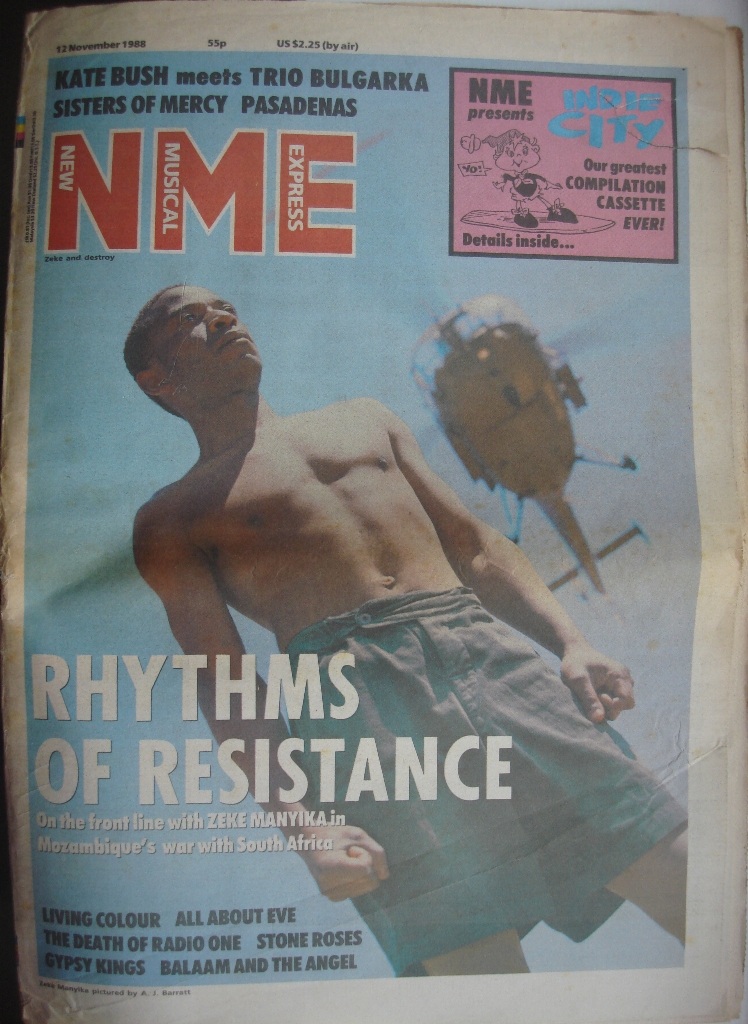 12 November 1988 55p US $2.25 (by air)
KATE BUSH meets TRIO BULGARKA
SISTERS OF MERCY PASADENAS
NME
NEW MUSICAL EXPRESS
Zeke and destroy
NME
presents
INDIE
CITY
YO!
Our greatest
COMPILATION
CASSETTE
EVER!
Details inside...
RHYTHMS
OF RESISTANCE
On the front line with ZEKE MANYIKA in
Mozambique's war with South Africa
LIVING COLOUR ALL ABOUT EVE
THE DEATH OF RADIO ONE STONE ROSES
GYPSY KINGS BALAAM AND THE ANGEL
Manyika pictured by A. J. Barratt